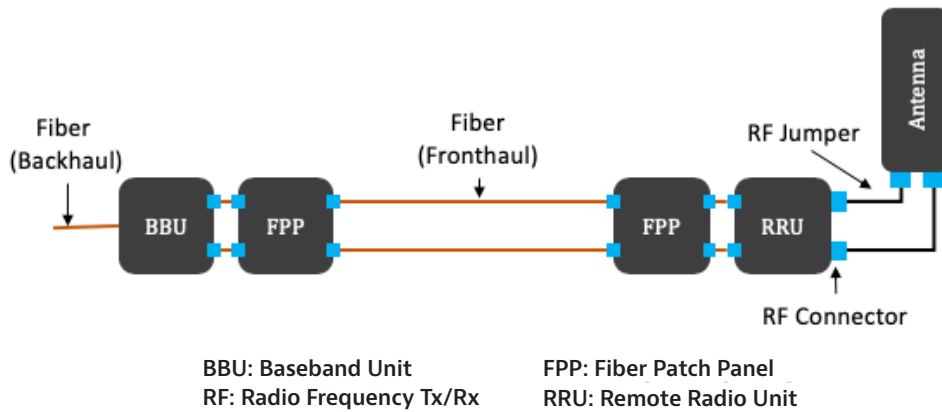 Fiber
(Backhaul)
Fiber
(Fronthaul)
RF Jumper
Antenna
BBU
FPP
FPP
RRU
RF Connector
BBU: Baseband Unit
FPP: Fiber Patch Panel
RF: Radio Frequency Tx/Rx
RRU: Remote Radio Unit